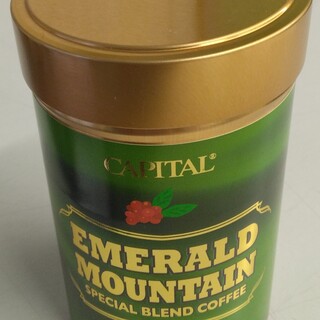 CAPITAL®
EMERALD
MOUNTAIN
SPECIAL BLEND COFFEE